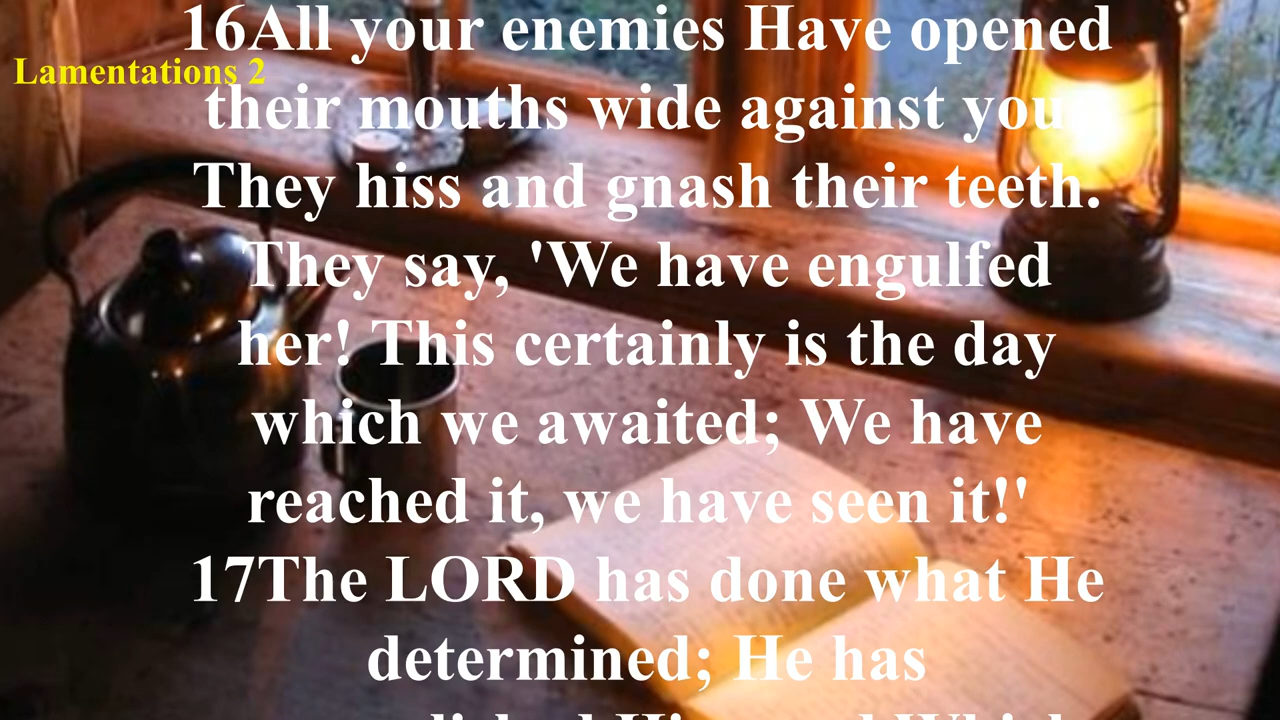 16All your enemies Have opened
Lamentations 2
their mouths wide against you;
They hiss and gnash their teeth.
They say, 'We have engulfed
her! This certainly is the day
which we awaited; We have
reached it, we have seen it!'
17The LORD has done what He
determined; He has